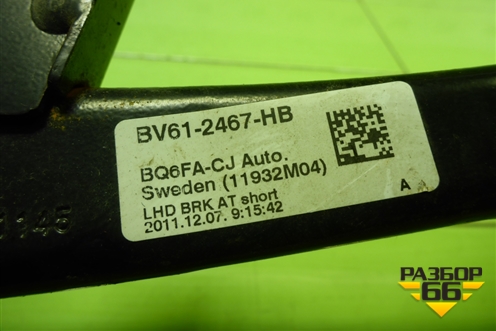 BV61-2467-HB
BQ6FA-CJ Auto.
Sweden (11932M04)
LHD BRK AT short
2011.12.07. 9:15:42
A
1145
РАЗБОР
66